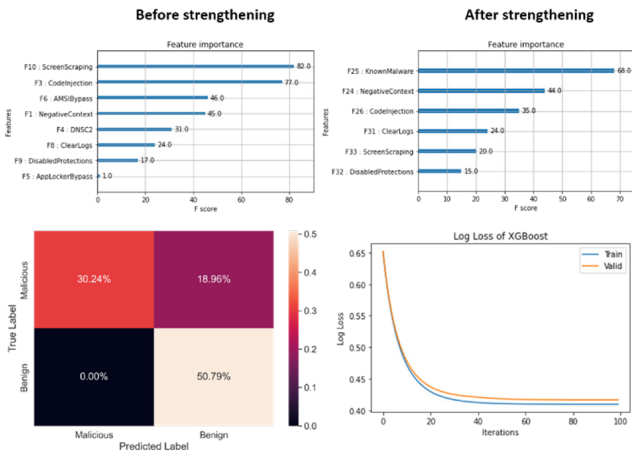 Before strengthening
After strengthening
Feature importance
Features
F10 : ScreenScraping 82.0
F3 : CodeInjection 77.0
F6 : AMSIBypass 46.0
F1 : NegativeContext 45.0
F4 : DNSC2 31.0
F8 : ClearLogs 24.0
F9 : DisabledProtections 17.0
F5 : AppLockerBypass 1.0
0 20 40 60 80
F score
Feature importance
Features
F25 : KnownMalware 68.0
F24 : NegativeContext 44.0
F26 : CodeInjection 35.0
F31 : ClearLogs 24.0
F33 : ScreenScraping 20.0
F32 : DisabledProtections 15.0
0 10 20 30 40 50 60 70
F score
True Label
Malicious
Benign
30.24% 18.96%
0.00% 50.79%
Malicious Benign
Predicted Label
0.5
0.4
0.3
0.2
0.1
0.0
Log Loss of XGBoost
Train
Valid
Log Loss
0.65
0.60
0.55
0.50
0.45
0.40
0 20 40 60 80 100
Iterations